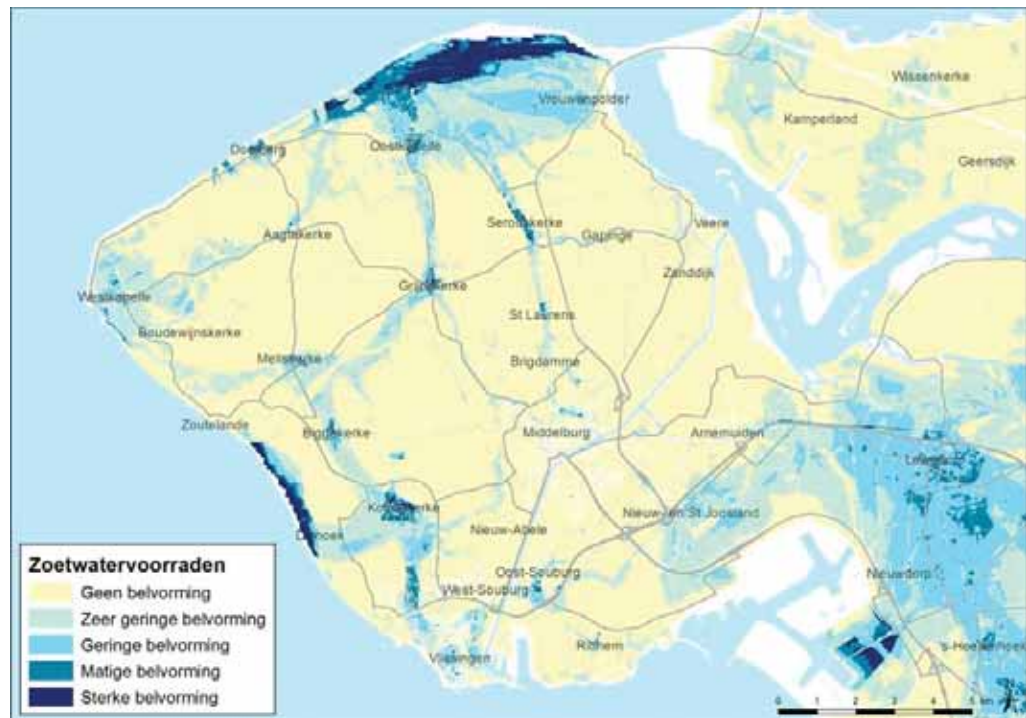 Wissenkerke
Vrouwenpolder
Kamperland
Domburg
Oostkapelle
Geersdijk
Serooskerke
Veere
Aagtekerke
Gapinge
Zanddijk
Grijpskerke
Westkapelle
St Laurens
Boudewijnskerke
Meliskerke
Brigdamme
Zoutelande
Biggekerke
Middelburg
Arnemuiden
Koudekerke
Nieuw- en St Joosland
Dishoek
Nieuw-Abele
Oost-Souburg
Nieuwdorp
West-Souburg
Ritthem
Vlissingen
Zoetwatervoorraden
Geen belvorming
Zeer geringe belvorming
Geringe belvorming
Matige belvorming
Sterke belvorming
0 1 2 3 4 5 km